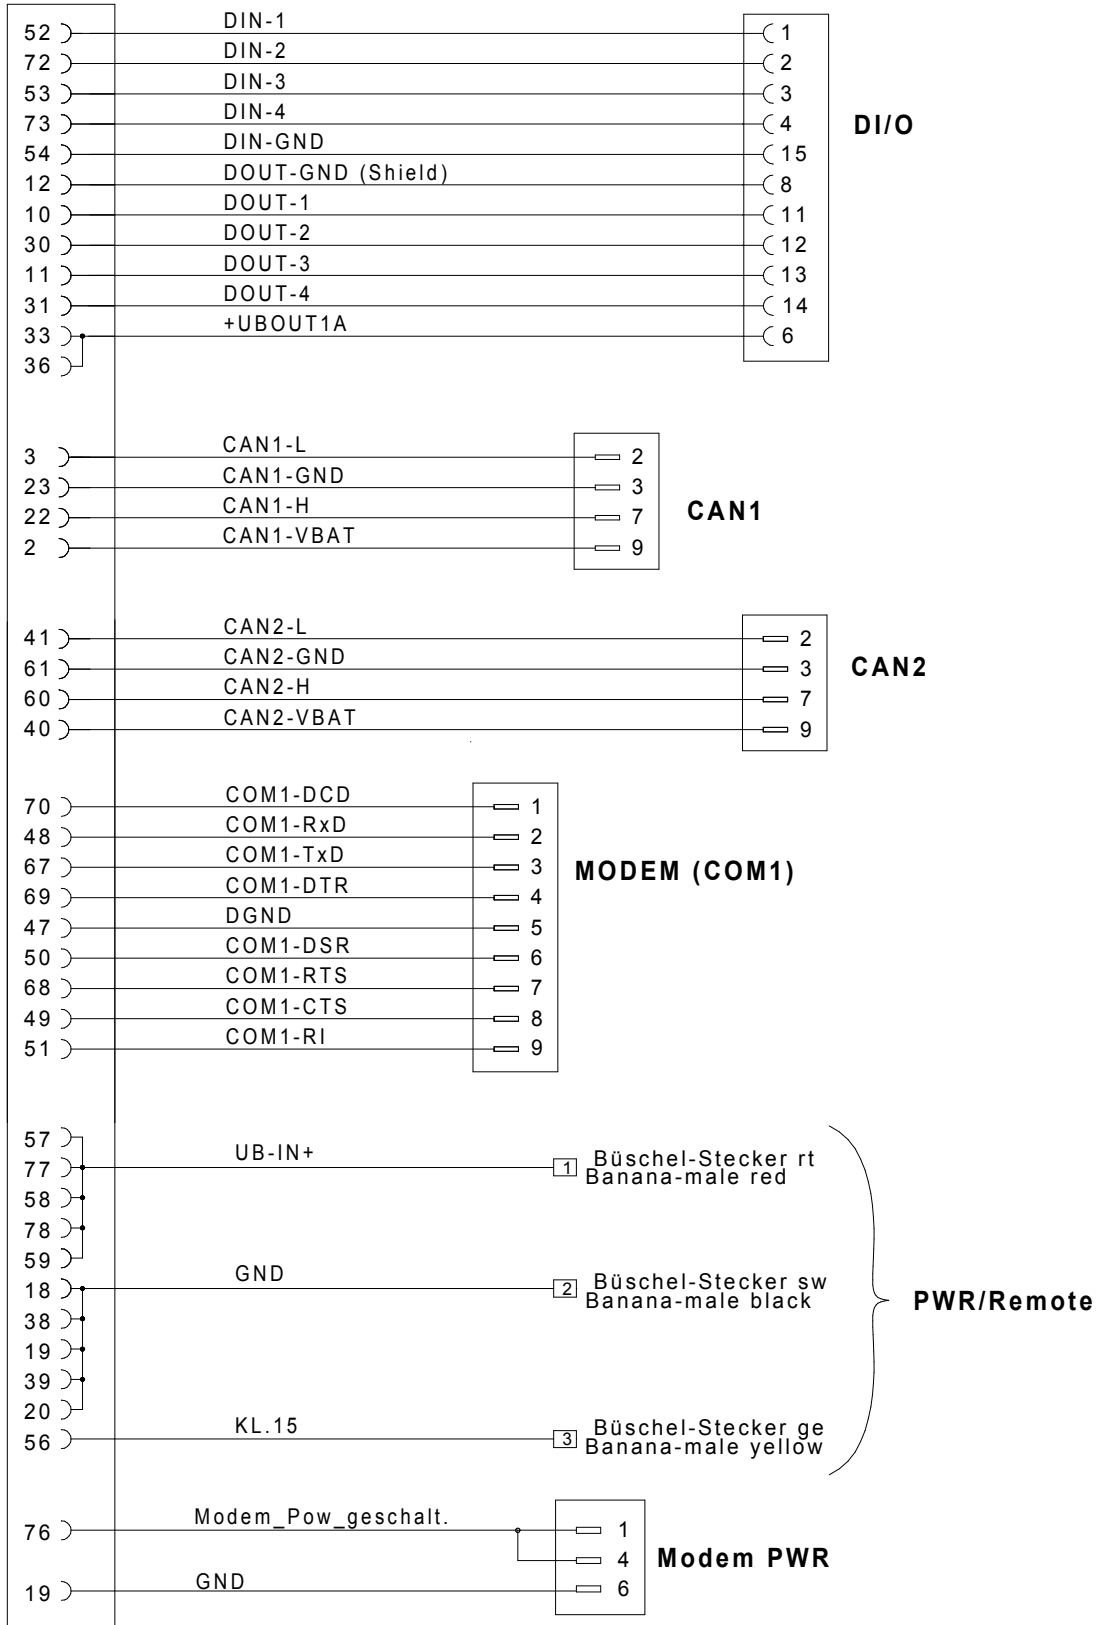 52 DIN-1 1
72 DIN-2 2
53 DIN-3 3
73 DIN-4 4
DI/O
54 DIN-GND 15
12 DOUT-GND (Shield) 8
10 DOUT-1 11
30 DOUT-2 12
11 DOUT-3 13
31 DOUT-4 14
33 +UBOUT1A 6
36
3 CAN1-L 2
23 CAN1-GND 3
CAN1
22 CAN1-H 7
2 CAN1-VBAT 9
41 CAN2-L 2
61 CAN2-GND 3
CAN2
60 CAN2-H 7
40 CAN2-VBAT 9
70 COM1-DCD 1
48 COM1-RxD 2
67 COM1-TxD 3
MODEM (COM1)
69 COM1-DTR 4
47 DGND 5
50 COM1-DSR 6
68 COM1-RTS 7
49 COM1-CTS 8
51 COM1-RI 9
57
77 UB-IN+ 1 Büschel-Stecker rt
Banana-male red
58
78
59
18 GND 2 Büschel-Stecker sw
Banana-male black
PWR/Remote
38
19
39
20
56 KL.15 3 Büschel-Stecker ge
Banana-male yellow
76 Modem_Pow_geschalt. 1
4
Modem PWR
19 GND 6